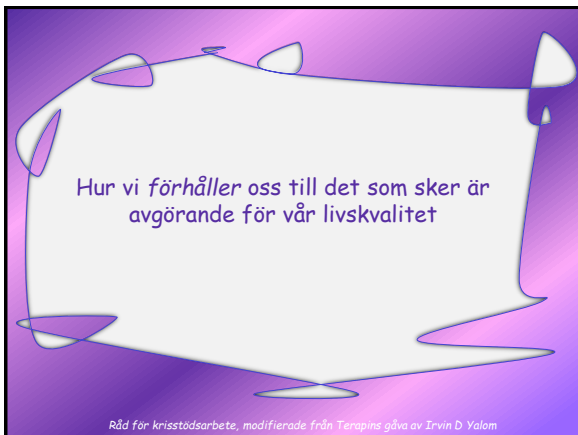 Hur vi förhåller oss till det som sker är
avgörande för vår livskvalitet
Råd för krisstödsarbete, modifierade från Terapins gåva av Irvin D Yalom